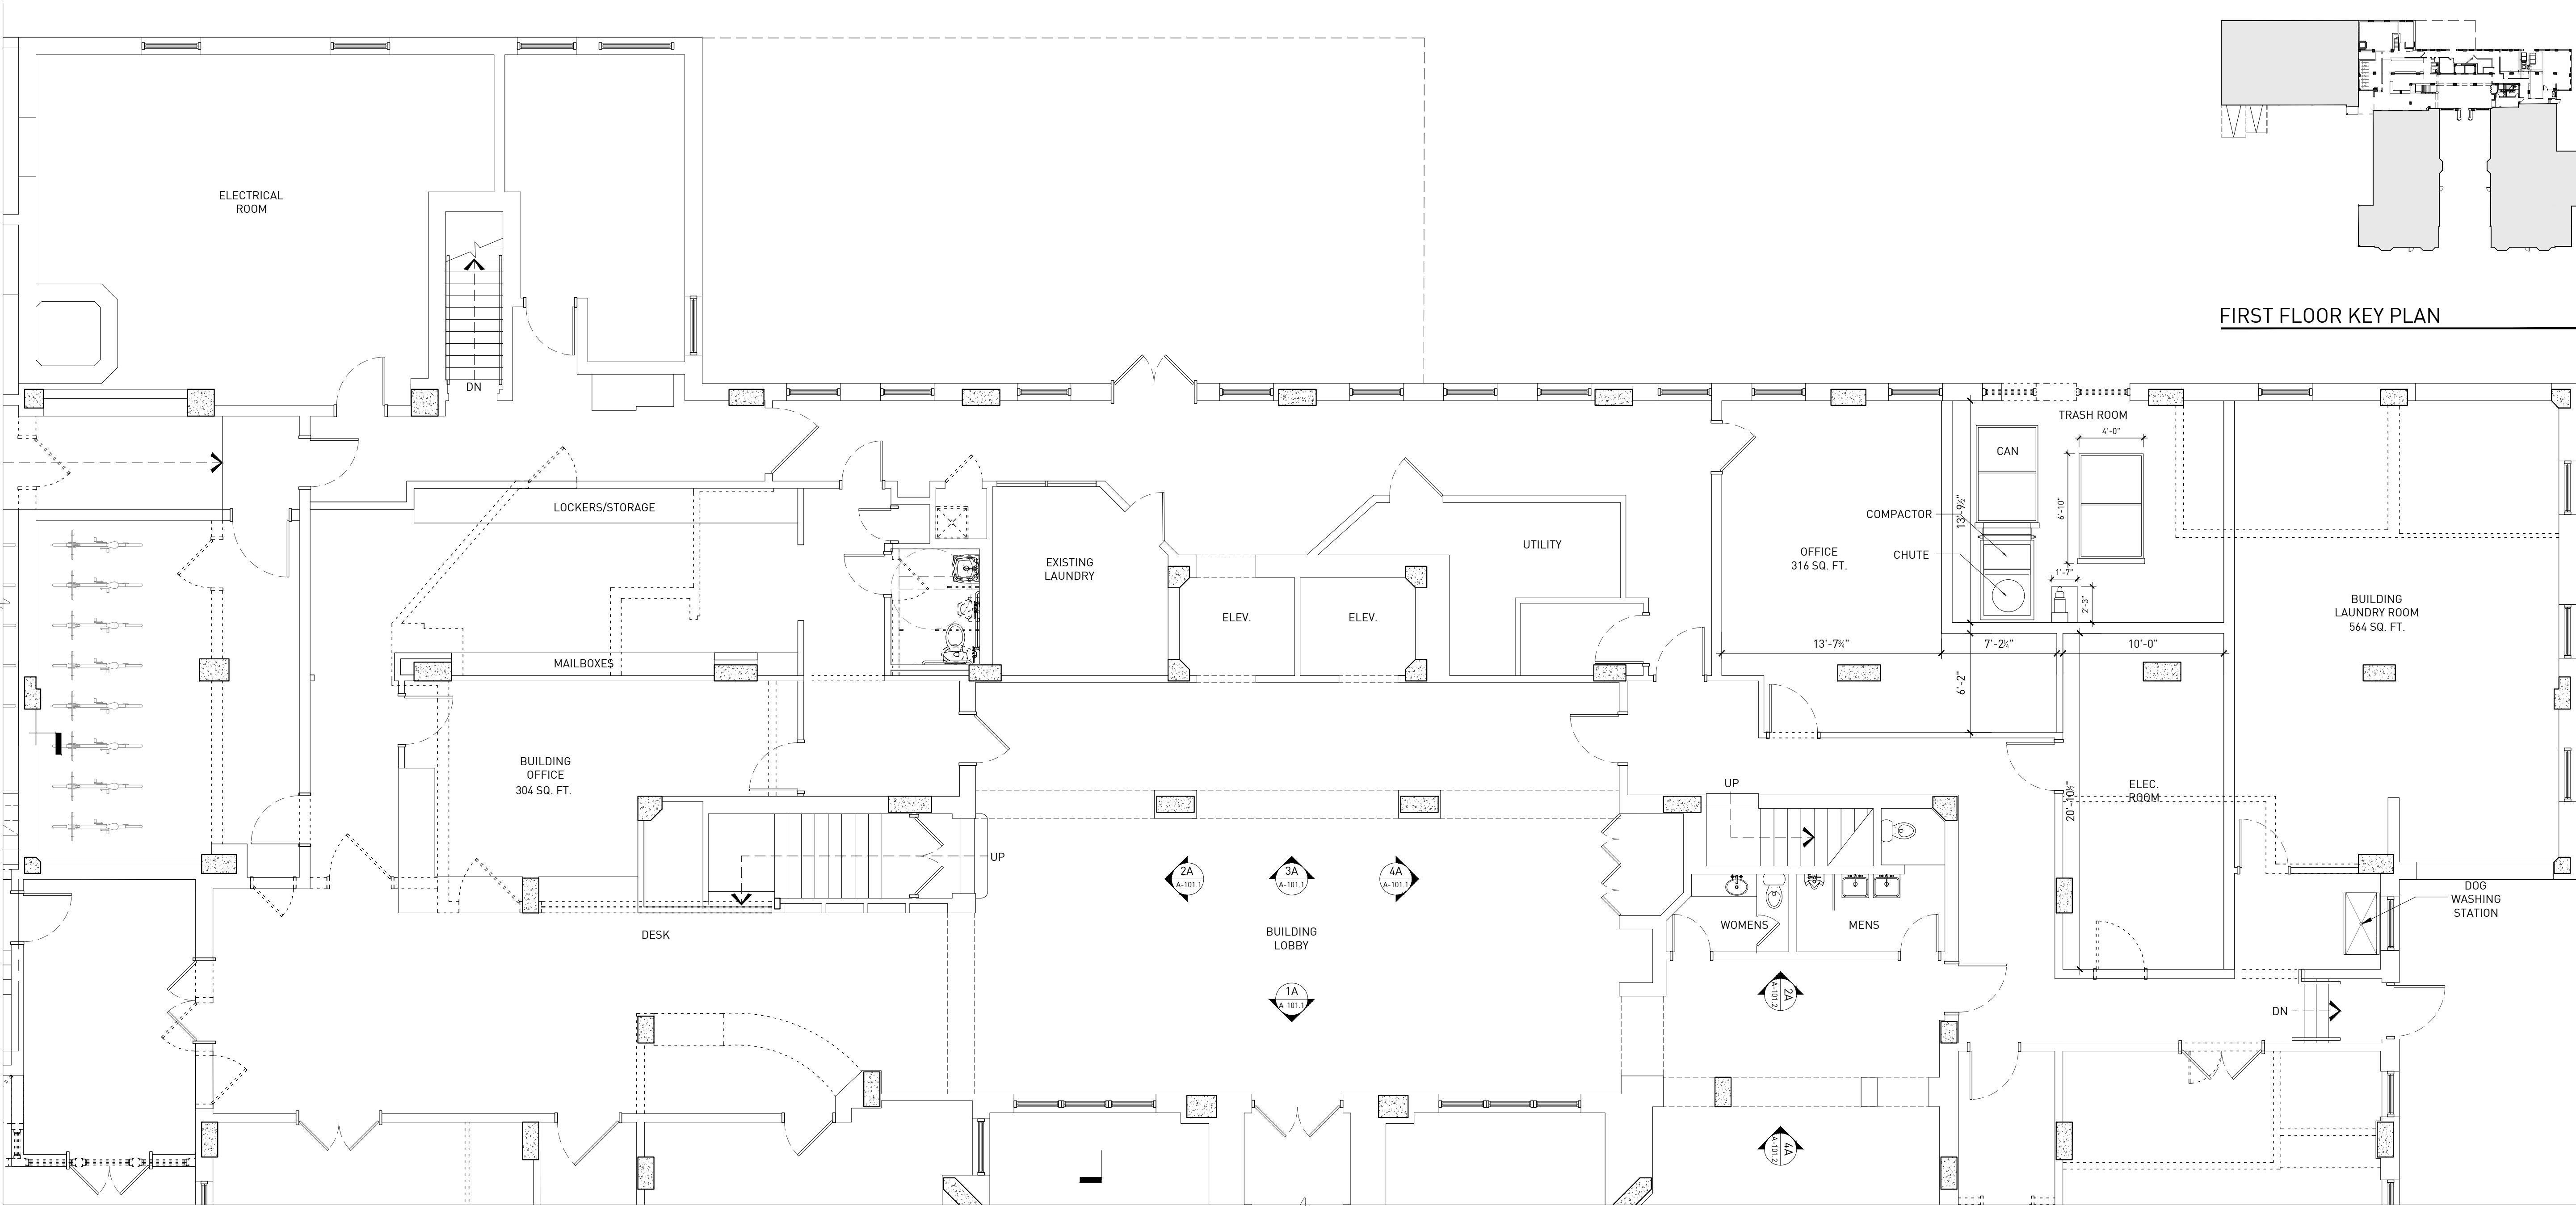 FIRST FLOOR KEY PLAN
ELECTRICAL
ROOM
DN
TRASH ROOM
4'-0"
CAN
LOCKERS/STORAGE
13'-9½"
6'-10"
COMPACTOR
UTILITY
OFFICE
316 SQ. FT.
CHUTE
EXISTING
LAUNDRY
1'-7"
2'-3"
BUILDING
LAUNDRY ROOM
564 SQ. FT.
ELEV.
ELEV.
MAILBOXES
13'-7¾"
7'-2¼"
10'-0"
6'-2"
BUILDING
OFFICE
304 SQ. FT.
UP
ELEC.
ROOM
20'-10½"
UP
2A
A-101.1
3A
A-101.1
4A
A-101.1
DOG
WASHING
STATION
DESK
BUILDING
LOBBY
WOMENS
MENS
1A
A-101.1
2A
A-101.2
DN
4A
A-101.2